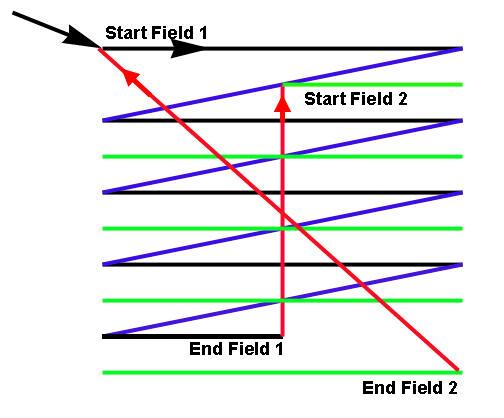 Start Field 1
Start Field 2
End Field 1
End Field 2